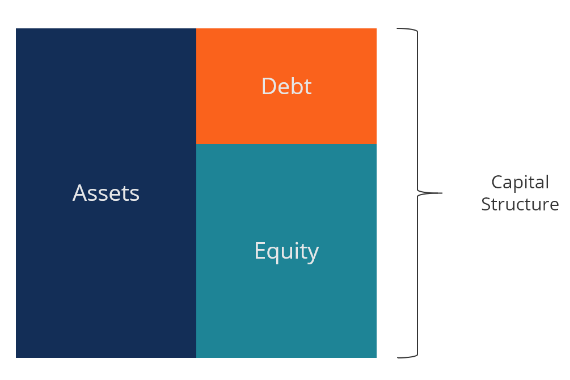 Debt
Assets
Equity
Capital
Structure